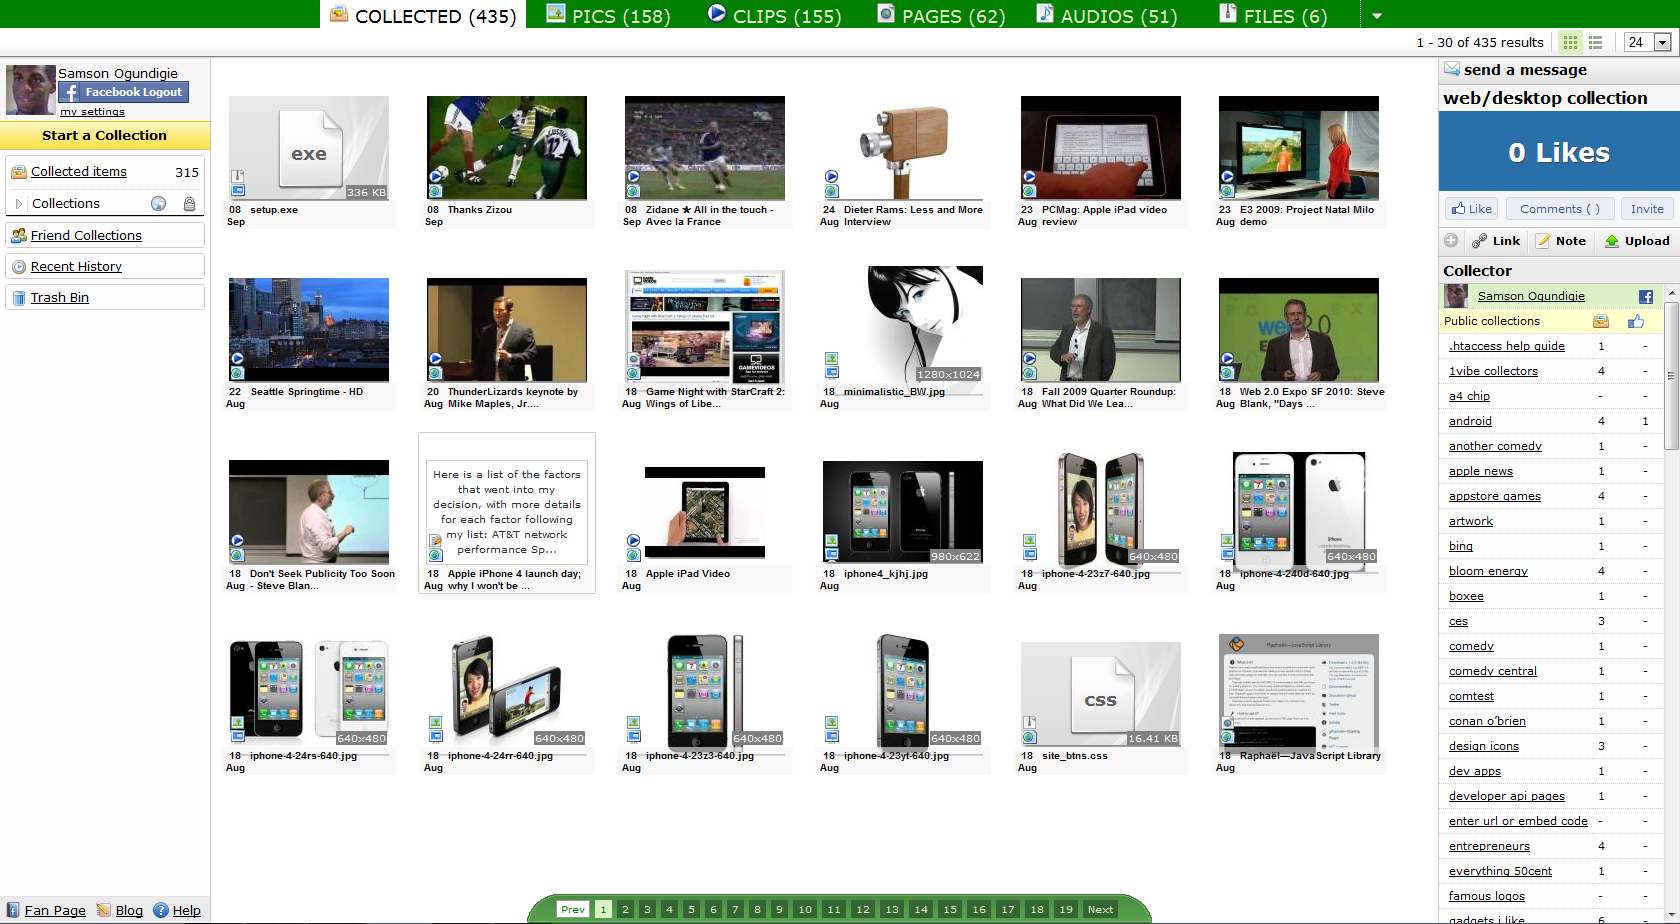 COLLECTED (435)
PICS (158)
CLIPS (155)
PAGES (62)
AUDIOS (51)
FILES (6)
1 - 30 of 435 results
24
Samson Ogundigie
Facebook Logout
my settings
Start a Collection
Collected items 315
Collections
Friend Collections
Recent History
Trash Bin
exe
336 KB
08 Sep setup.exe
08 Sep Thanks Zizou
08 Sep Zidane ★ All in the touch - Avec la France
24 Aug Dieter Rams: Less and More Interview
23 Aug PCMag: Apple iPad video review
23 Aug E3 2009: Project Natal Milo demo
1280x1024
22 Aug Seattle Springtime - HD
20 Aug ThunderLizards keynote by Mike Maples, Jr....
18 Aug Game Night with StarCraft 2: Wings of Libe...
18 Aug minimalistic_BW.jpg
18 Aug Fall 2009 Quarter Roundup: What Did We Lea...
18 Aug Web 2.0 Expo SF 2010: Steve Blank, "Days ...
Here is a list of the factors
that went into my
decision, with more details
for each factor following
my list: AT&T network
performance Sp...
980x622
640x480
640x480
18 Aug Don't Seek Publicity Too Soon - Steve Blan...
18 Aug Apple iPhone 4 launch day; why I won't be ...
18 Aug Apple iPad Video
18 Aug iphone4_kjhj.jpg
18 Aug iphone-4-23z7-640.jpg
18 Aug iphone-4-240d-640.jpg
640x480
640x480
640x480
640x480
css
16.41 KB
Raphaël—JavaScript Library
18 Aug iphone-4-24rs-640.jpg
18 Aug iphone-4-24rr-640.jpg
18 Aug iphone-4-23z3-640.jpg
18 Aug iphone-4-23yt-640.jpg
18 Aug site_btns.css
18 Aug Raphaël—JavaScript Library
send a message
web/desktop collection
0 Likes
Like
Comments ( )
Invite
Link
Note
Upload
Collector
Samson Ogundigie
Public collections
.htaccess help guide 1 -
1vibe collectors 4 -
a4 chip - -
android 4 1
another comedy 1 -
apple news 1 -
appstore games 4 -
artwork 1 -
bing 1 -
bloom energy 4 -
boxee 1 -
ces 3 -
comedy 1 -
comedy central 1 -
comtest 1 -
conan o’brien 1 -
design icons 3 -
dev apps 1 -
developer api pages 1 -
enter url or embed code - -
entrepreneurs 4 -
everything 50cent 1 -
famous logos - -
gadgets i like 6 -
Fan Page
Blog
Help
Prev 1 2 3 4 5 6 7 8 9 10 11 12 13 14 15 16 17 18 19 Next